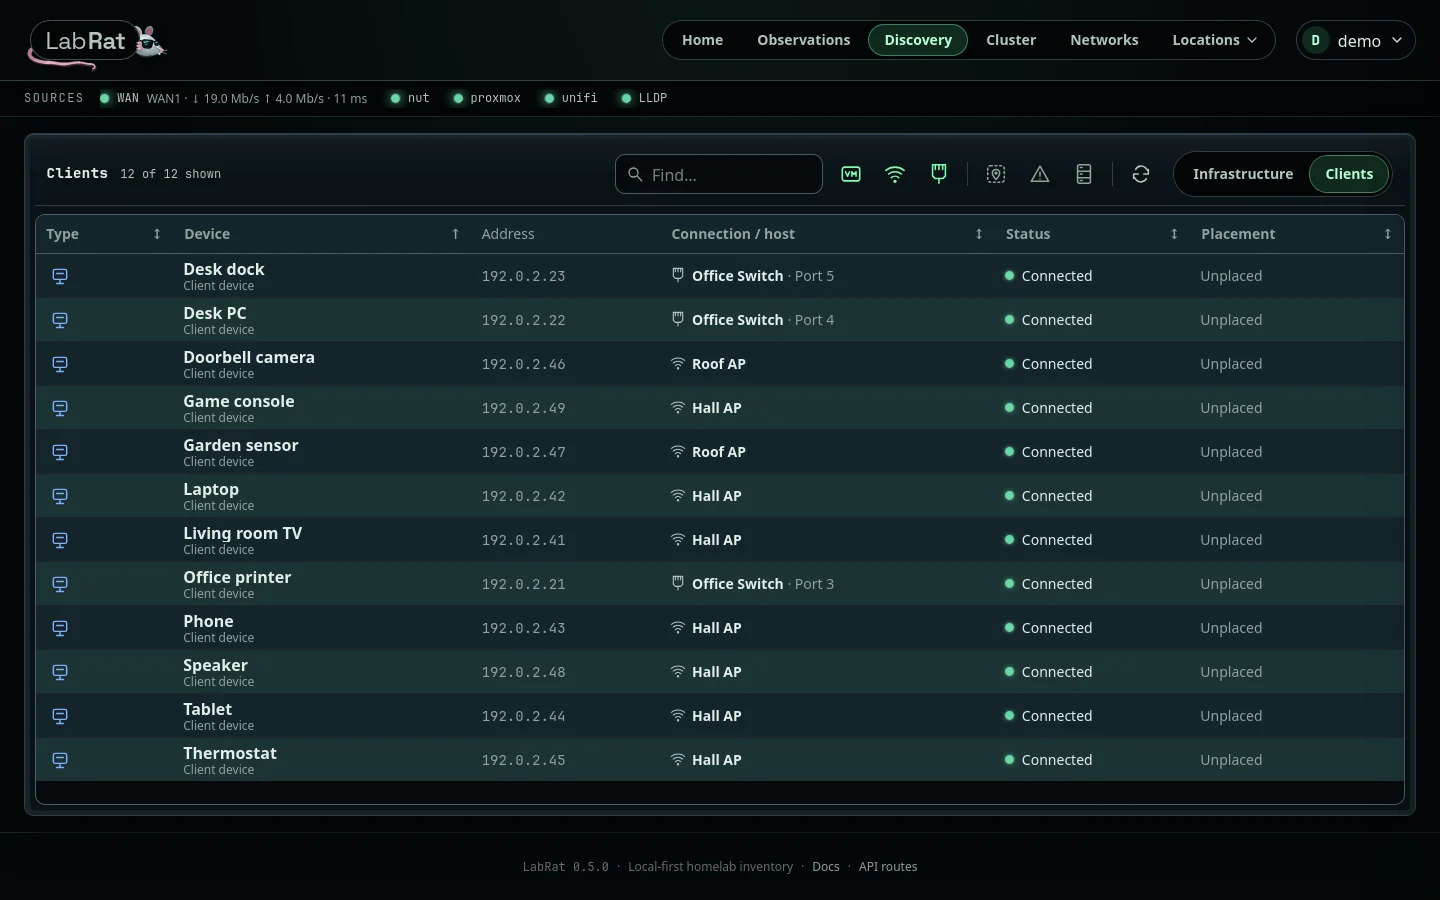 LabRat
Home Observations Discovery Cluster Networks Locations
D demo
SOURCES WAN WAN1 · ↓ 19.0 Mb/s ↑ 4.0 Mb/s · 11 ms nut proxmox unifi LLDP
Clients 12 of 12 shown
Find...
VM
Infrastructure Clients
Type ↕ Device ↑ Address Connection / host ↕ Status ↕ Placement ↕
Desk dock
Client device
192.0.2.23 Office Switch · Port 5 Connected Unplaced
Desk PC
Client device
192.0.2.22 Office Switch · Port 4 Connected Unplaced
Doorbell camera
Client device
192.0.2.46 Roof AP Connected Unplaced
Game console
Client device
192.0.2.49 Hall AP Connected Unplaced
Garden sensor
Client device
192.0.2.47 Roof AP Connected Unplaced
Laptop
Client device
192.0.2.42 Hall AP Connected Unplaced
Living room TV
Client device
192.0.2.41 Hall AP Connected Unplaced
Office printer
Client device
192.0.2.21 Office Switch · Port 3 Connected Unplaced
Phone
Client device
192.0.2.43 Hall AP Connected Unplaced
Speaker
Client device
192.0.2.48 Hall AP Connected Unplaced
Tablet
Client device
192.0.2.44 Hall AP Connected Unplaced
Thermostat
Client device
192.0.2.45 Hall AP Connected Unplaced
LabRat 0.5.0 · Local-first homelab inventory · Docs · API routes